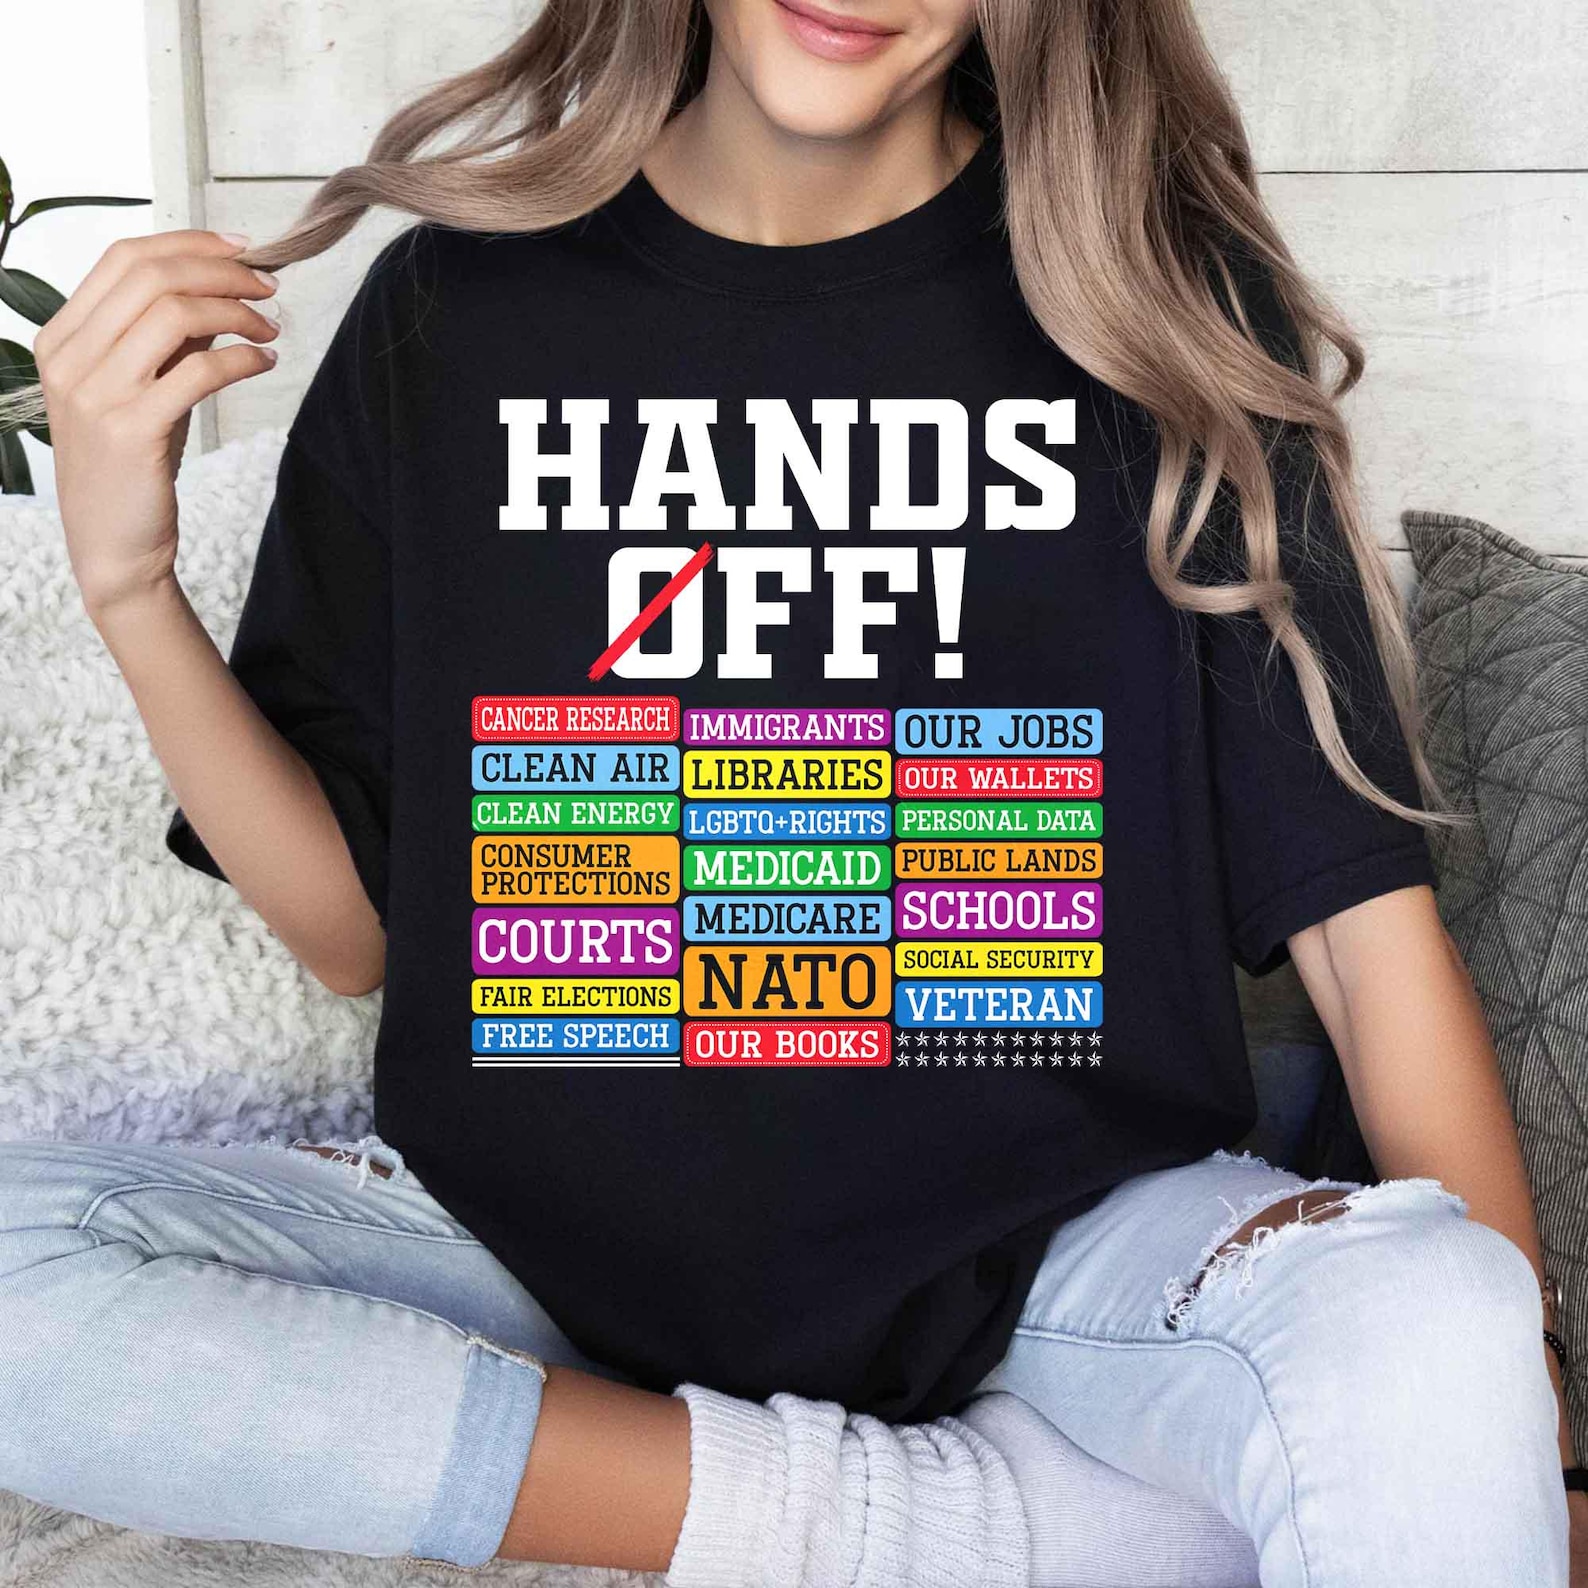 HANDS
OFF!
CANCER RESEARCH
CLEAN AIR
CLEAN ENERGY
CONSUMER
PROTECTIONS
COURTS
FAIR ELECTIONS
FREE SPEECH
IMMIGRANTS
LIBRARIES
LGBTQ+RIGHTS
MEDICAID
MEDICARE
NATO
OUR BOOKS
OUR JOBS
OUR WALLETS
PERSONAL DATA
PUBLIC LANDS
SCHOOLS
SOCIAL SECURITY
VETERAN